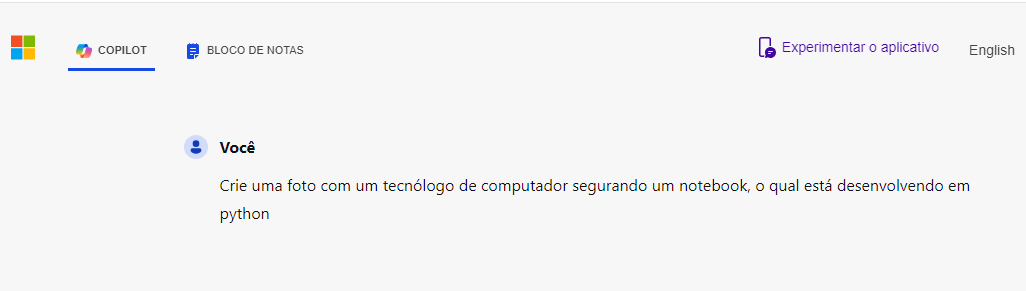 COPILOT
BLOCO DE NOTAS
Experimentar o aplicativo
English
Você
Crie uma foto com um tecnólogo de computador segurando um notebook, o qual está desenvolvendo em
python